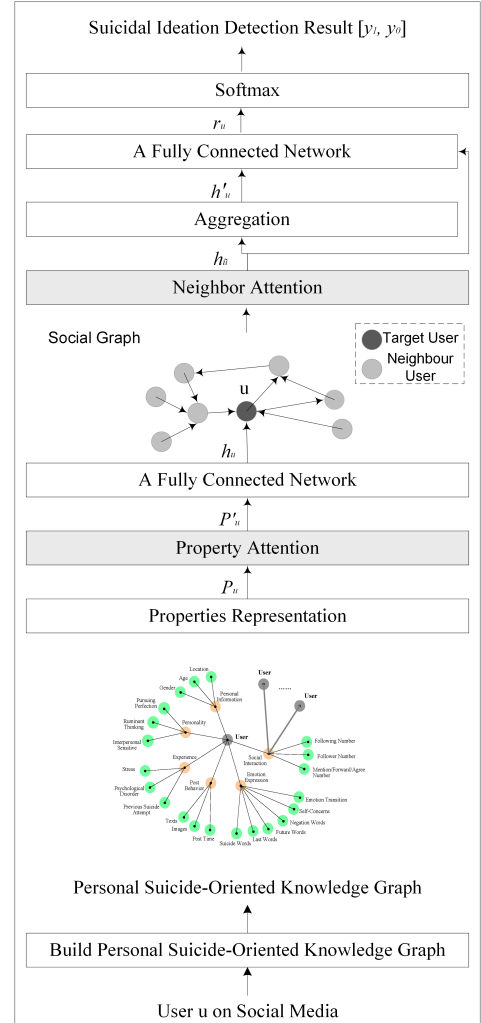 Suicidal Ideation Detection Result [y1, y0]
Softmax
ru
A Fully Connected Network
h'u
Aggregation
hū
Neighbor Attention
Social Graph
Target User
Neighbour
User
u
hu
A Fully Connected Network
P'u
Property Attention
Pu
Properties Representation
Location
Age
Gender
Personal
Information
User
......
User
Pursuing
Perfection
Ruminant
Thinking
Interpersonal
Sensitive
Personality
User
Social
Interaction
Following Number
Follower Number
Mention/Forward/Agree
Number
Experience
Stress
Psychological
Disorder
Previous Suicide
Attempt
Post
Behavior
Texts
Images
Post Time
Emotion
Expression
Emotion Transition
Self-Concerns
Negation Words
Future Words
Last Words
Suicide Words
Personal Suicide-Oriented Knowledge Graph
Build Personal Suicide-Oriented Knowledge Graph
User u on Social Media